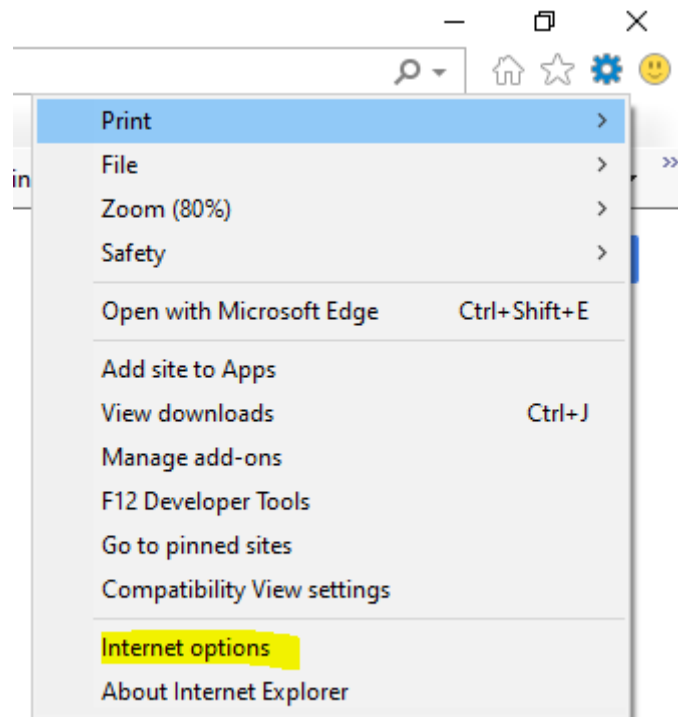 Print
in
File
Zoom (80%)
Safety
Open with Microsoft Edge Ctrl+Shift+E
Add site to Apps
View downloads Ctrl+J
Manage add-ons
F12 Developer Tools
Go to pinned sites
Compatibility View settings
Internet options
About Internet Explorer